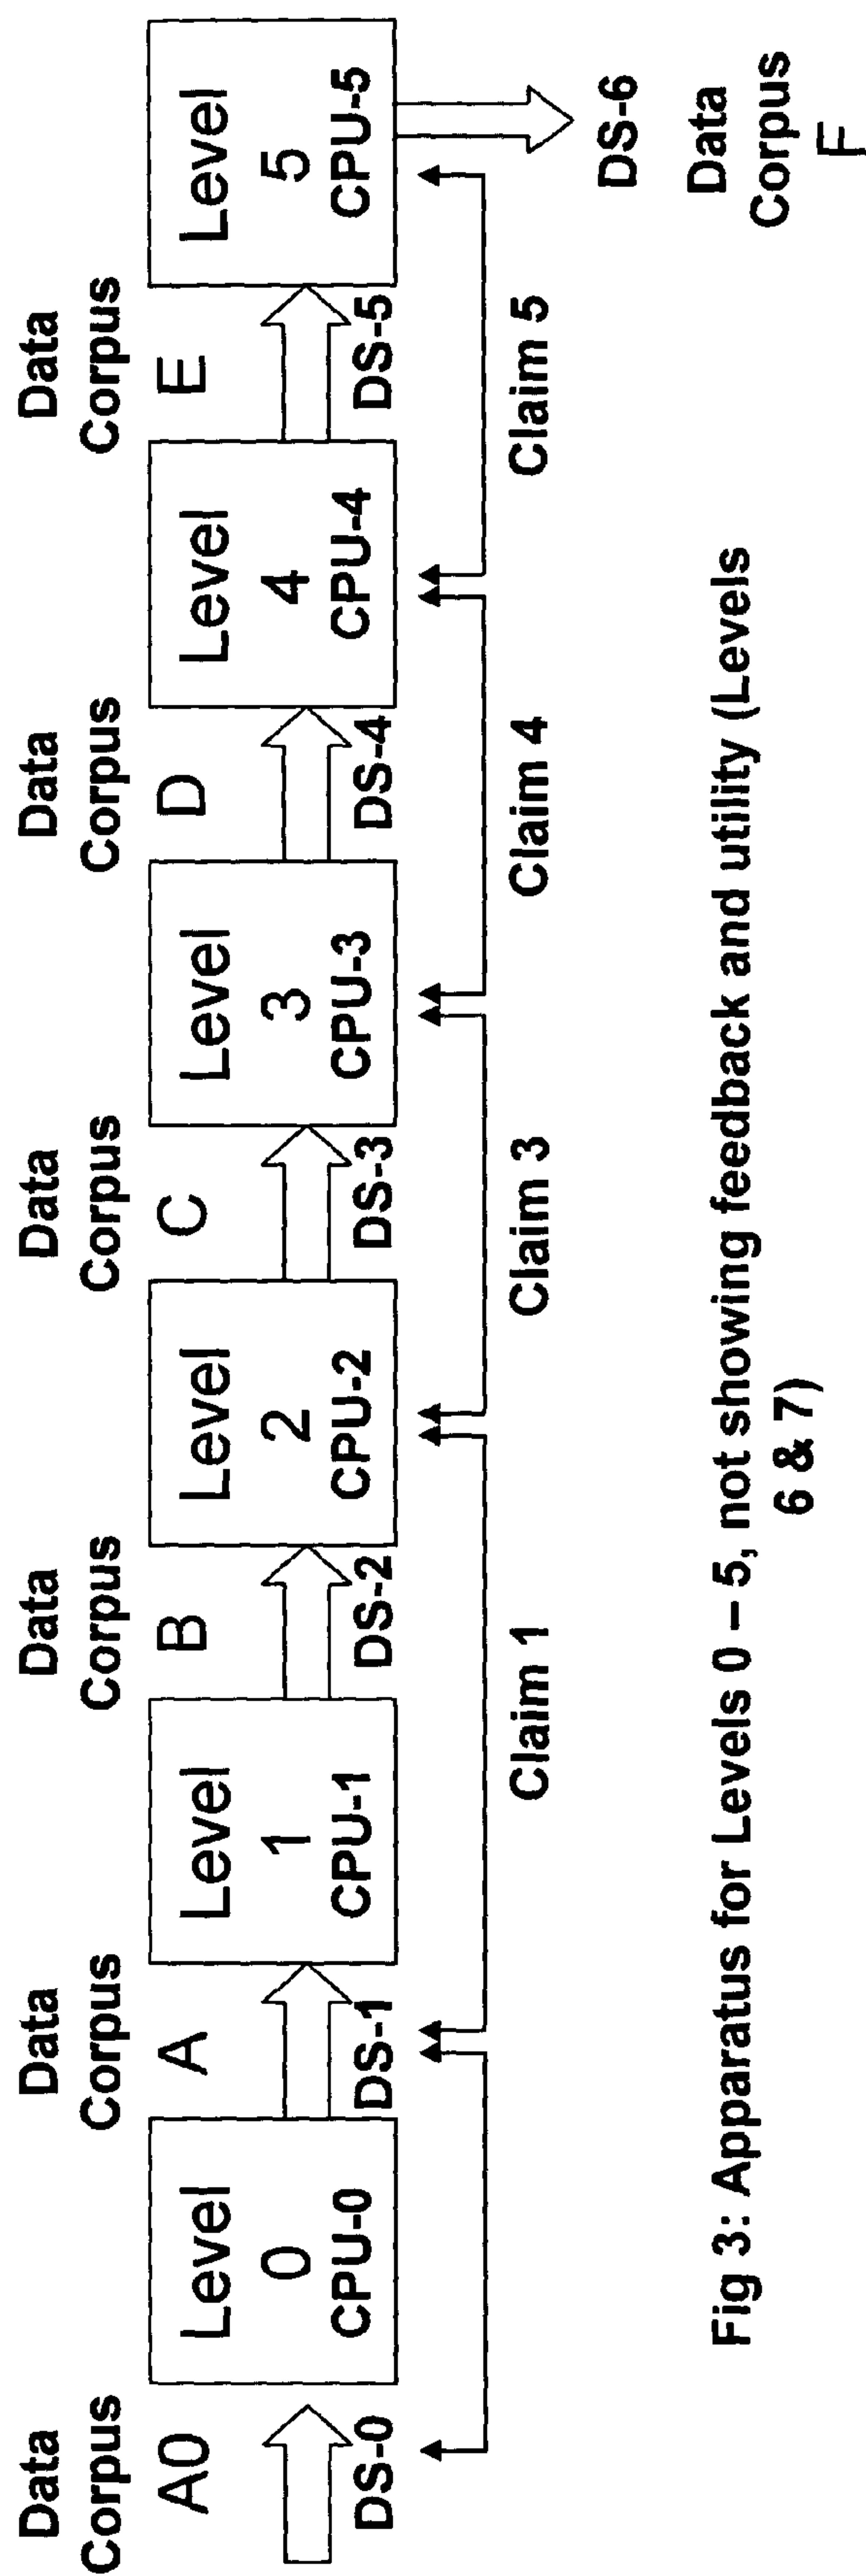 Data
Corpus
A0
DS-0
Level
0
CPU-0
Data
Corpus
A
DS-1
Level
1
CPU-1
Data
Corpus
B
DS-2
Level
2
CPU-2
Data
Corpus
C
DS-3
Level
3
CPU-3
Data
Corpus
D
DS-4
Level
4
CPU-4
Data
Corpus
E
DS-5
Level
5
CPU-5
DS-6
Data
Corpus
F
Claim 1
Claim 3
Claim 4
Claim 5
Fig 3: Apparatus for Levels 0 – 5, not showing feedback and utility (Levels
6 & 7)